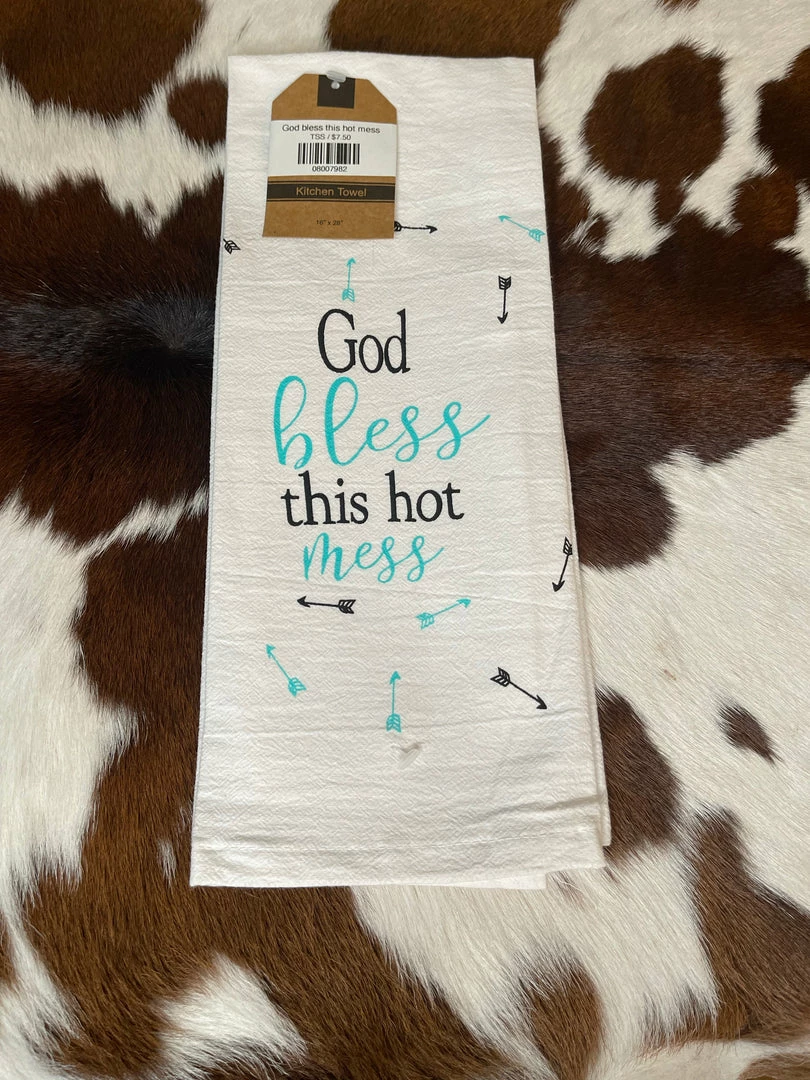 God bless this hot mess
TSS / $7.50
08007982
Kitchen Towel
16" x 28"
God
bless
this hot
mess